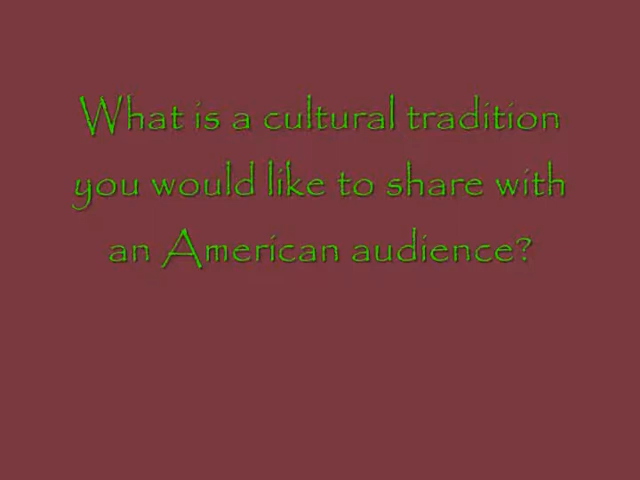 What is a cultural tradition
you would like to share with
an American audience?